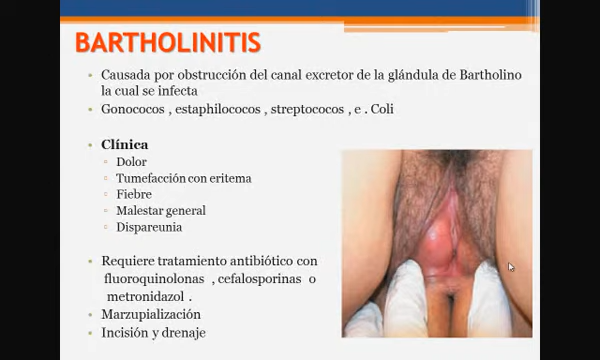 BARTHOLINITIS
Causada por obstrucción del canal excretor de la glándula de Bartholino
la cual se infecta
Gonococos , estaphilococos , streptococos , e . Coli
Clínica
Dolor
Tumefacción con eritema
Fiebre
Malestar general
Dispareunia
Requiere tratamiento antibiótico con
fluoroquinolonas , cefalosporinas o
metronidazol .
Marzupialización
Incisión y drenaje